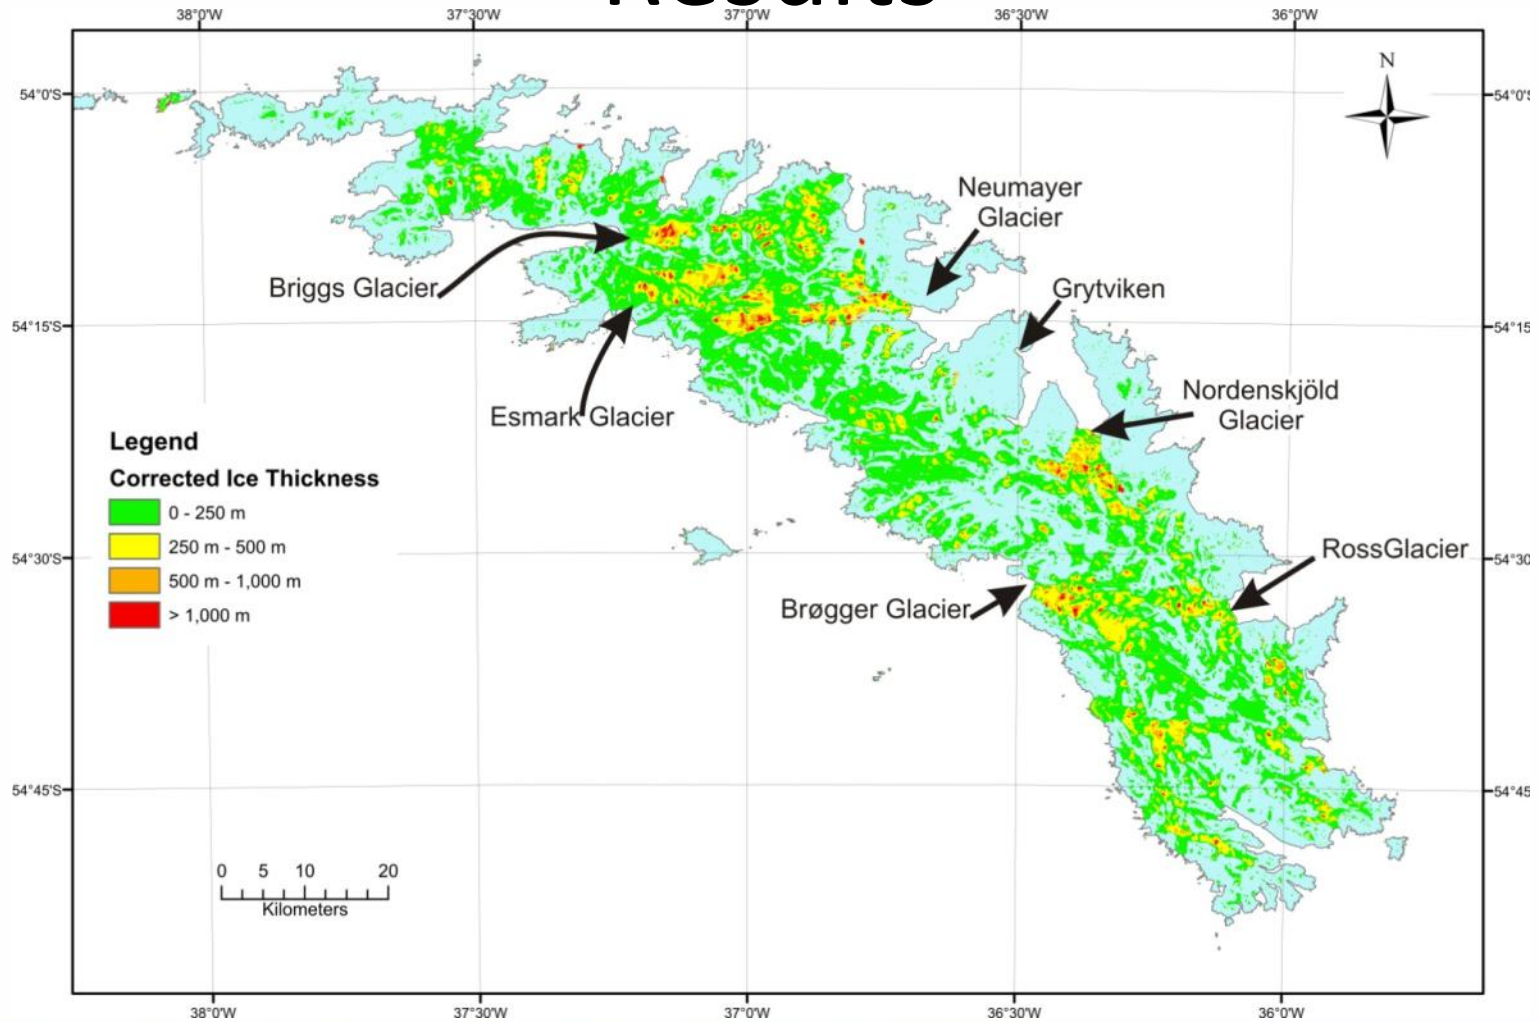 Results
38°0'W 37°30'W 37°0'W 36°30'W 36°0'W
N
54°0'S
54°0'S
Neumayer
Glacier
Briggs Glacier
Grytviken
54°15'S
54°15
Nordenskjöld
Glacier
Esmark Glacier
Legend
Corrected Ice Thickness
0 - 250 m
250 m - 500 m
500 m - 1,000 m
> 1,000 m
54°30'S
54°30
RossGlacier
Brøgger Glacier
54°45'S
54°45
0 5 10 20
Kilometers
38°0'W 37°30'W 37°0'W 36°30'W 36°0'W